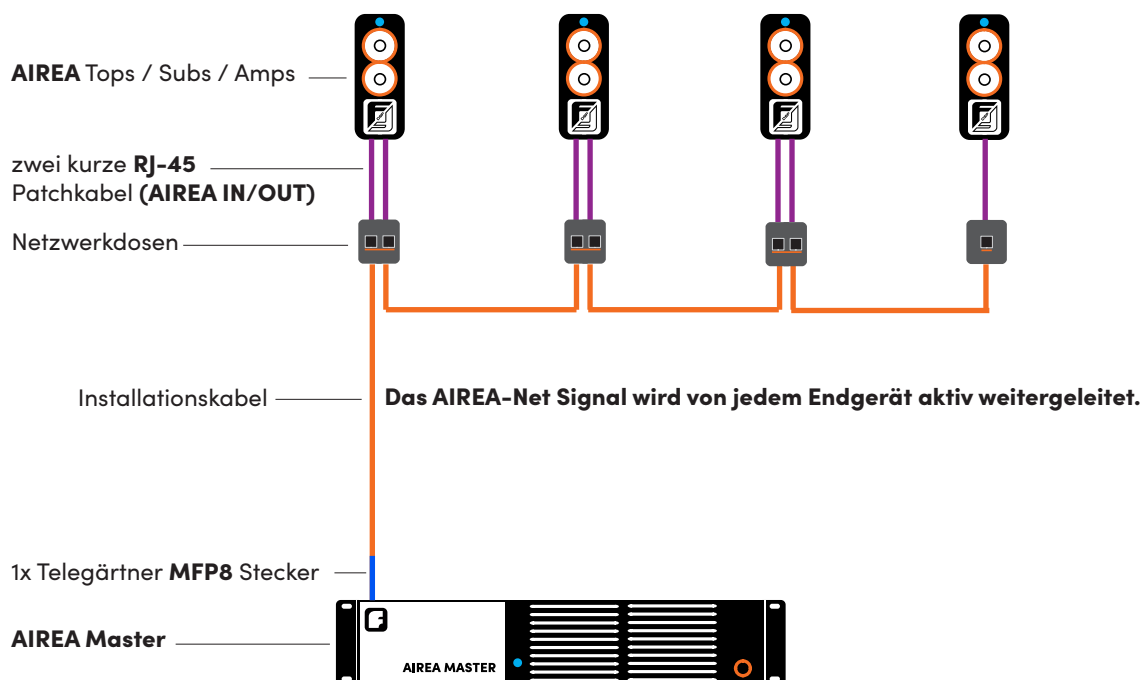 AIREA Tops / Subs / Amps
zwei kurze RJ-45
Patchkabel (AIREA IN/OUT)
Netzwerkdosen
Installationskabel
Das AIREA-Net Signal wird von jedem Endgerät aktiv weitergeleitet.
1x Telegärtner MFP8 Stecker
AIREA Master
AIREA MASTER